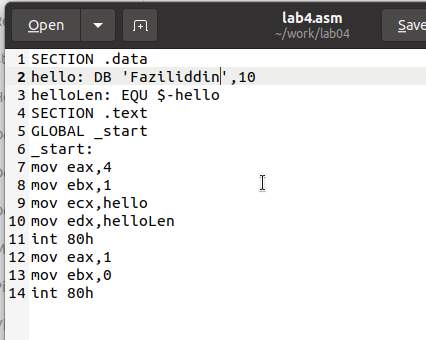 Open
lab4.asm
~/work/lab04
Save
1 SECTION .data
2 hello: DB 'Faziliddin',10
3 helloLen: EQU $-hello
4 SECTION .text
5 GLOBAL _start
6 _start:
7 mov eax,4
8 mov ebx,1
9 mov ecx,hello
10 mov edx,helloLen
11 int 80h
12 mov eax,1
13 mov ebx,0
14 int 80h